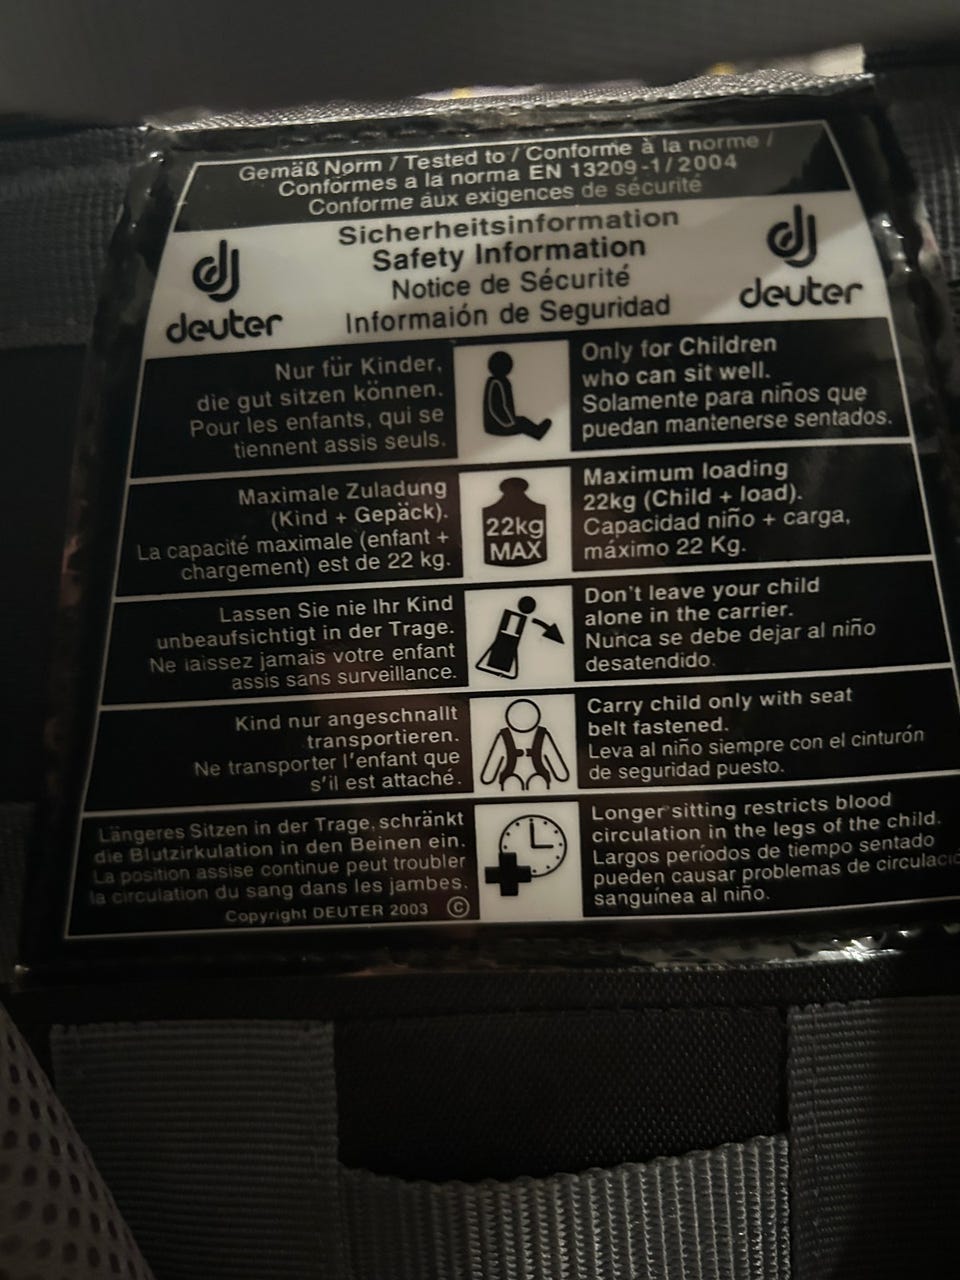 Gemäß Norm / Tested to / Conforme à la norme /
Conformes a la norma EN 13209-1/2004
Conforme aux exigences de sécurité
Sicherheitsinformation
Safety Information
Notice de Sécurité
Informaión de Seguridad
deuter
deuter
Nur für Kinder,
die gut sitzen können.
Pour les enfants, qui se
tiennent assis seuls.
Only for Children
who can sit well.
Solamente para niños que
puedan mantenerse sentados.
Maximale Zuladung
(Kind + Gepäck).
La capacité maximale (enfant +
chargement) est de 22 kg.
22kg
MAX
Maximum loading
22kg (Child + load).
Capacidad niño + carga,
máximo 22 Kg.
Lassen Sie nie Ihr Kind
unbeaufsichtigt in der Trage.
Ne laissez jamais votre enfant
assis sans surveillance.
Don't leave your child
alone in the carrier.
Nunca se debe dejar al niño
desatendido.
Kind nur angeschnallt
transportieren.
Ne transporter l'enfant que
s'il est attaché.
Carry child only with seat
belt fastened.
Leva al niño siempre con el cinturón
de seguridad puesto.
Längeres Sitzen in der Trage, schränkt
die Blutzirkulation in den Beinen ein.
La position assise continue peut troubler
la circulation du sang dans les jambes.
Copyright DEUTER 2003 ©
Longer sitting restricts blood
circulation in the legs of the child.
Largos períodos de tiempo sentado
pueden causar problemas de circulació
sanguínea al niño.